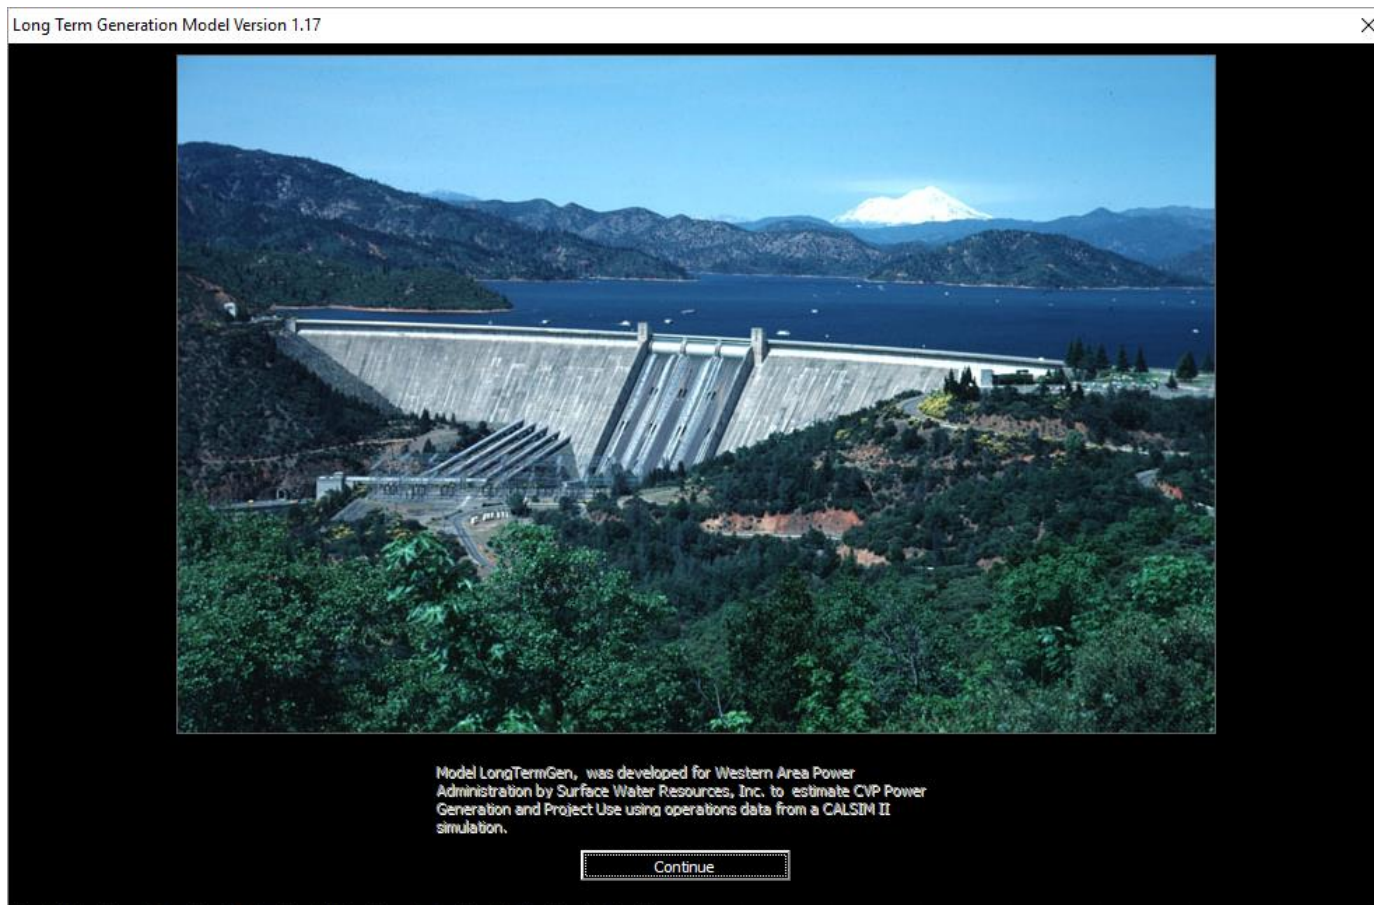 Long Term Generation Model Version 1.17
Model LongTermGen,  was developed for Western Area Power
Administration by Surface Water Resources, Inc. to  estimate CVP Power
Generation and Project Use using operations data from a CALSIM II
simulation.
Continue